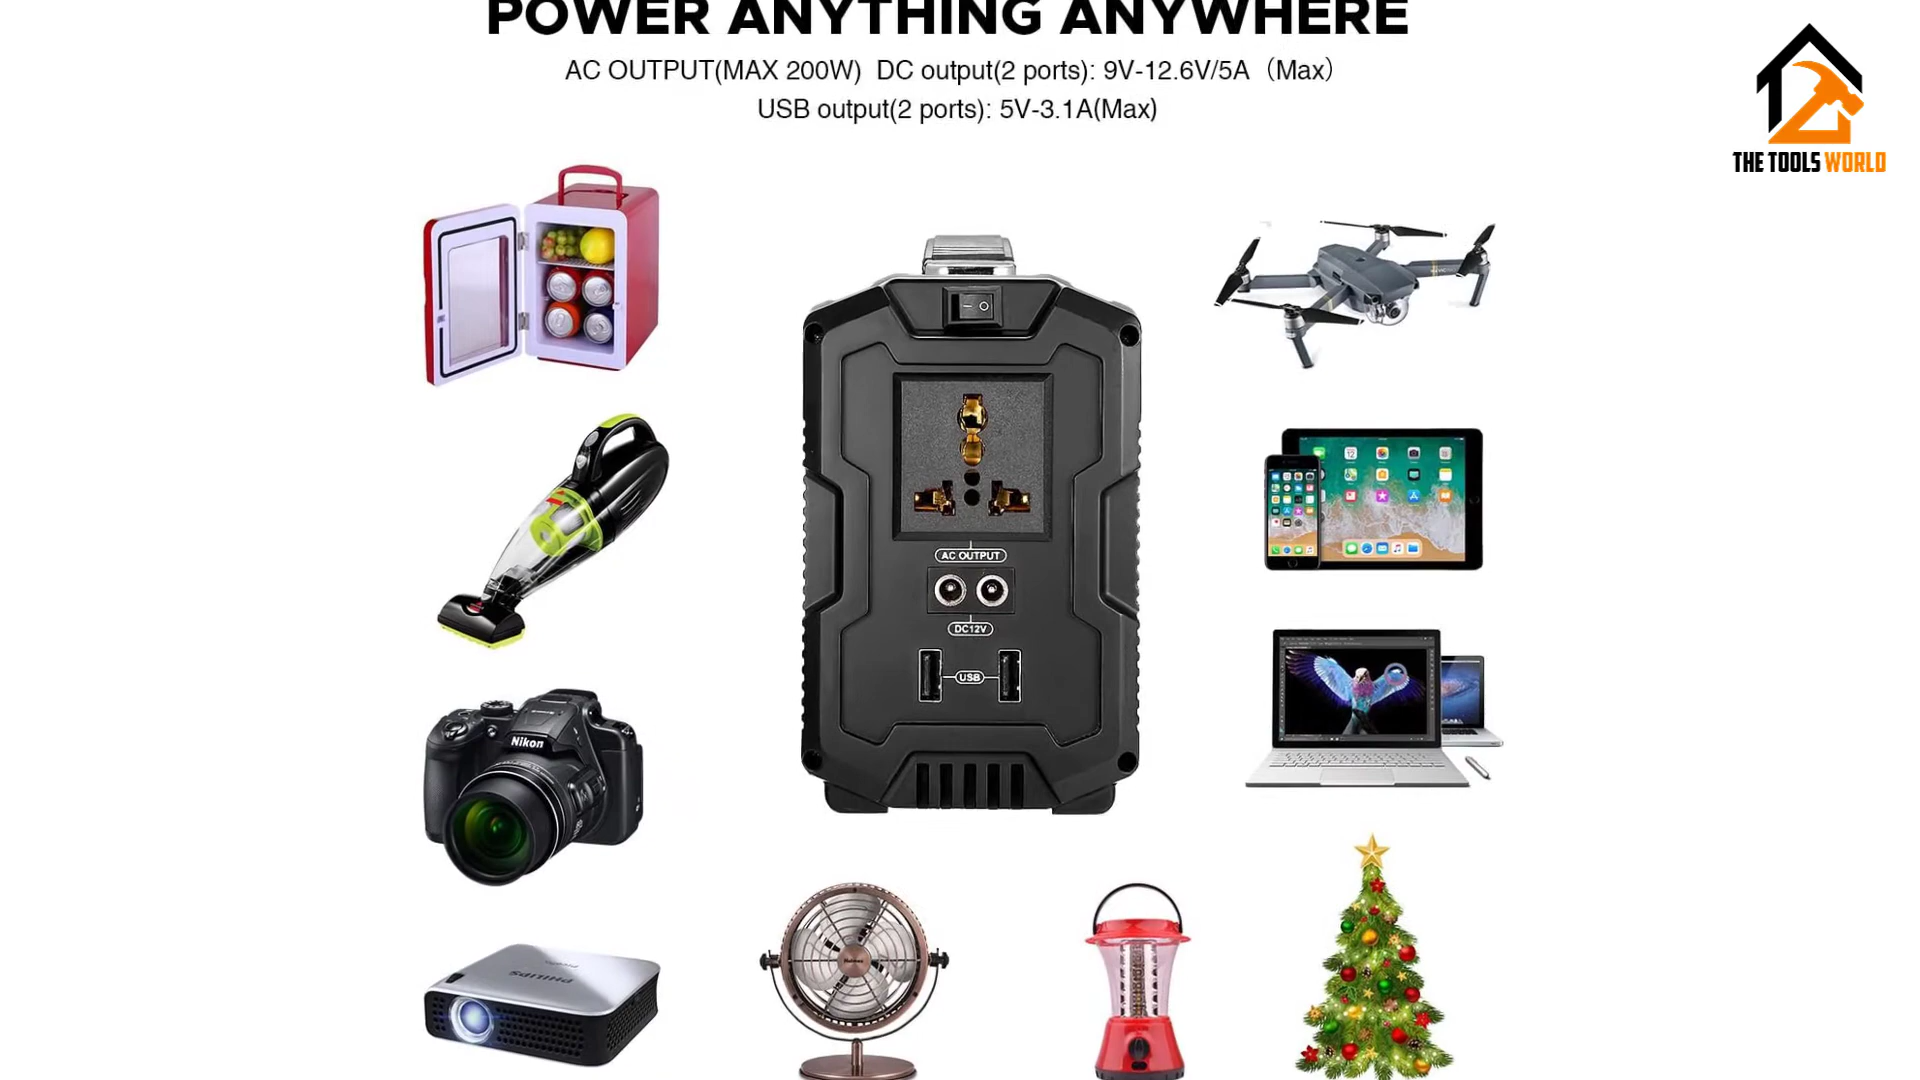 POWER ANYTHING ANYWHERE
AC OUTPUT(MAX 200W) DC output(2 ports): 9V-12.6V/5A（Max）
USB output(2 ports): 5V-3.1A(Max)
THE TOOLS WORLD
AC OUTPUT
DC12V
USB
Nikon
PHILIPS